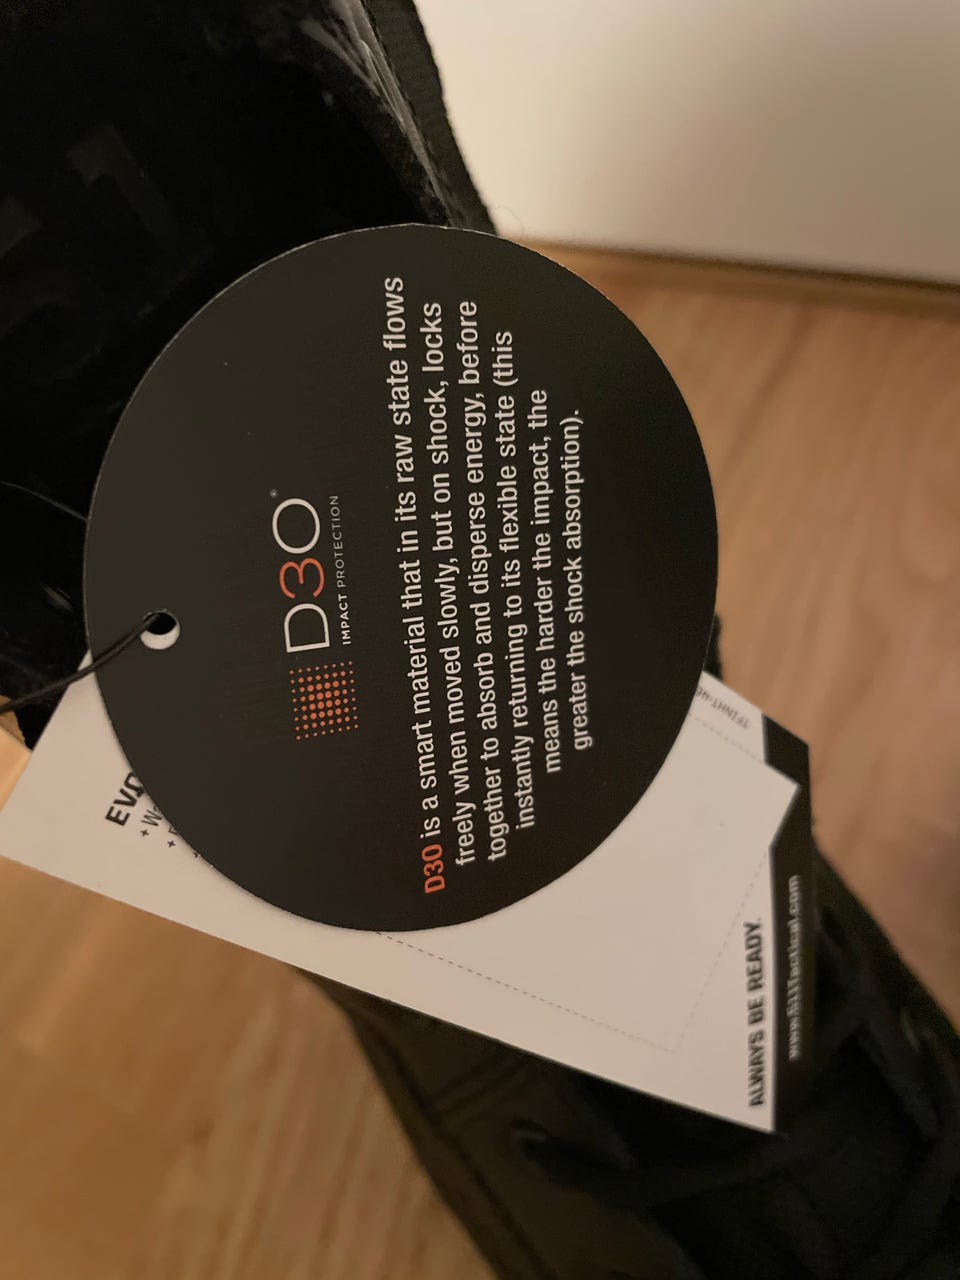 D3O®
IMPACT PROTECTION
D3O is a smart material that in its raw state flows
freely when moved slowly, but on shock, locks
together to absorb and disperse energy, before
instantly returning to its flexible state (this
means the harder the impact, the
greater the shock absorption).
ALWAYS BE READY.
www.511Tactical.com